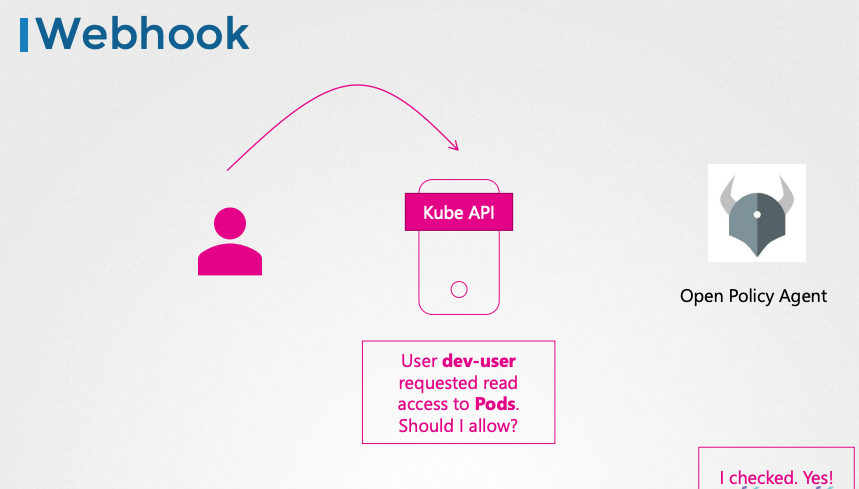 Webhook
Kube API
Open Policy Agent
User dev-user
requested read
access to Pods.
Should I allow?
I checked. Yes!